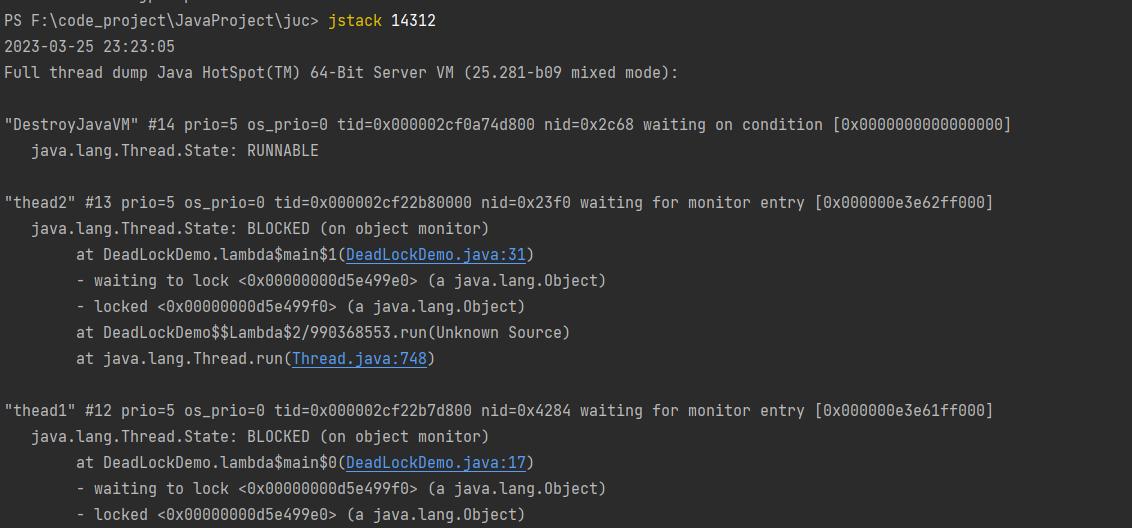 PS F:\code_project\JavaProject\juc> jstack 14312
2023-03-25 23:23:05
Full thread dump Java HotSpot(TM) 64-Bit Server VM (25.281-b09 mixed mode):
"DestroyJavaVM" #14 prio=5 os_prio=0 tid=0x000002cf0a74d800 nid=0x2c68 waiting on condition [0x0000000000000000]
java.lang.Thread.State: RUNNABLE
"thead2" #13 prio=5 os_prio=0 tid=0x000002cf22b80000 nid=0x23f0 waiting for monitor entry [0x000000e3e62ff000]
java.lang.Thread.State: BLOCKED (on object monitor)
at DeadLockDemo.lambda$main$1(DeadLockDemo.java:31)
- waiting to lock <0x00000000d5e499e0> (a java.lang.Object)
- locked <0x00000000d5e499f0> (a java.lang.Object)
at DeadLockDemo$$Lambda$2/990368553.run(Unknown Source)
at java.lang.Thread.run(Thread.java:748)
"thead1" #12 prio=5 os_prio=0 tid=0x000002cf22b7d800 nid=0x4284 waiting for monitor entry [0x000000e3e61ff000]
java.lang.Thread.State: BLOCKED (on object monitor)
at DeadLockDemo.lambda$main$0(DeadLockDemo.java:17)
- waiting to lock <0x00000000d5e499f0> (a java.lang.Object)
- locked <0x00000000d5e499e0> (a java.lang.Object)